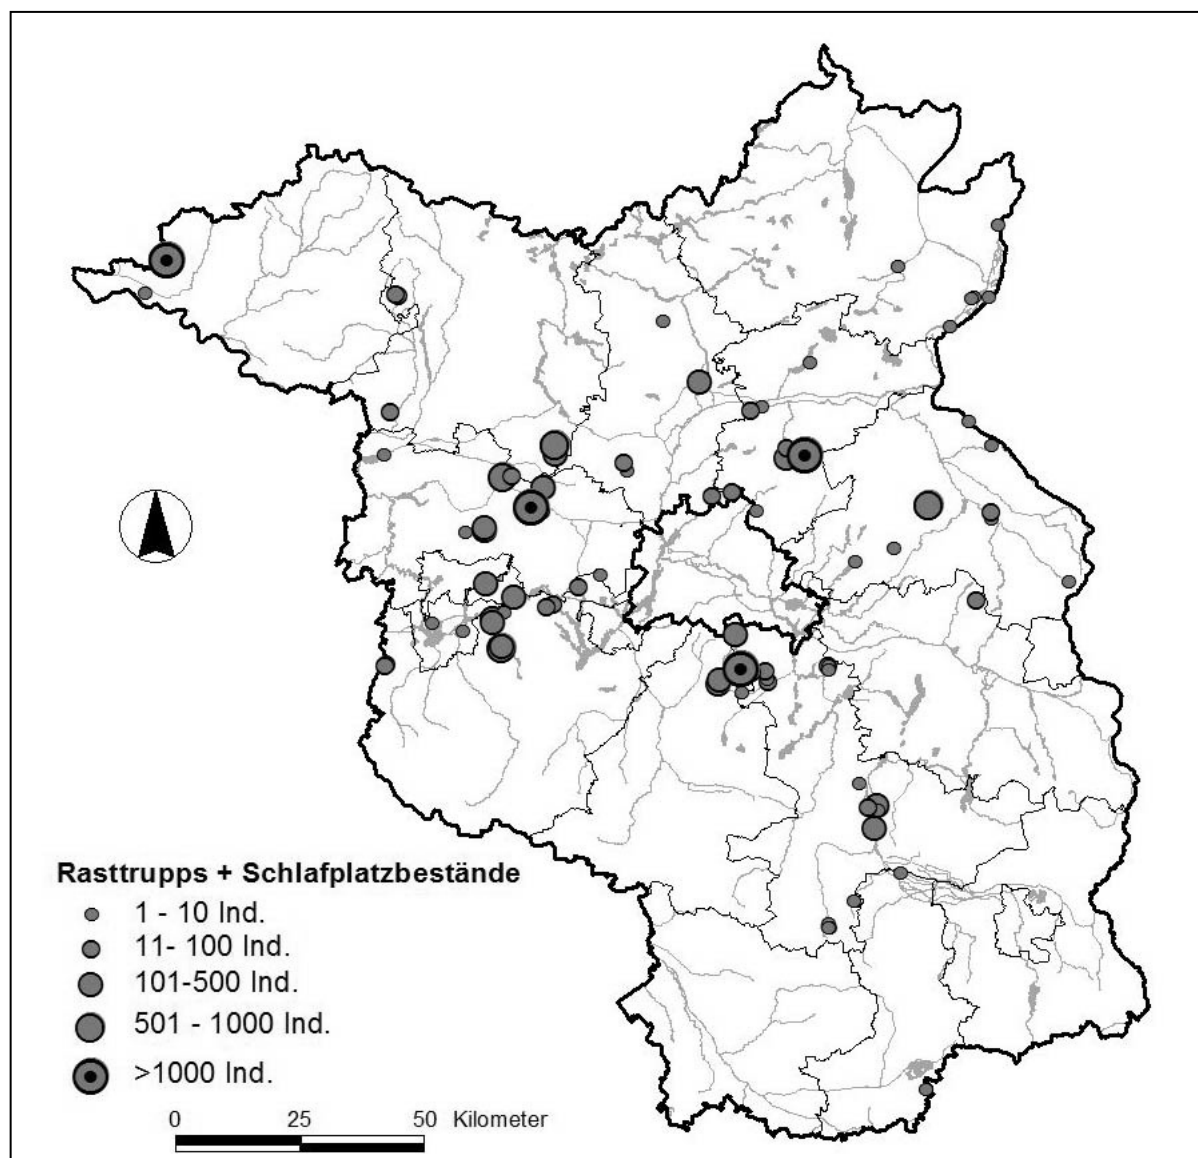 Rasttrupps + Schlafplatzbestände
1 - 10 Ind.
11- 100 Ind.
101-500 Ind.
501 - 1000 Ind.
>1000 Ind.
0 25 50 Kilometer